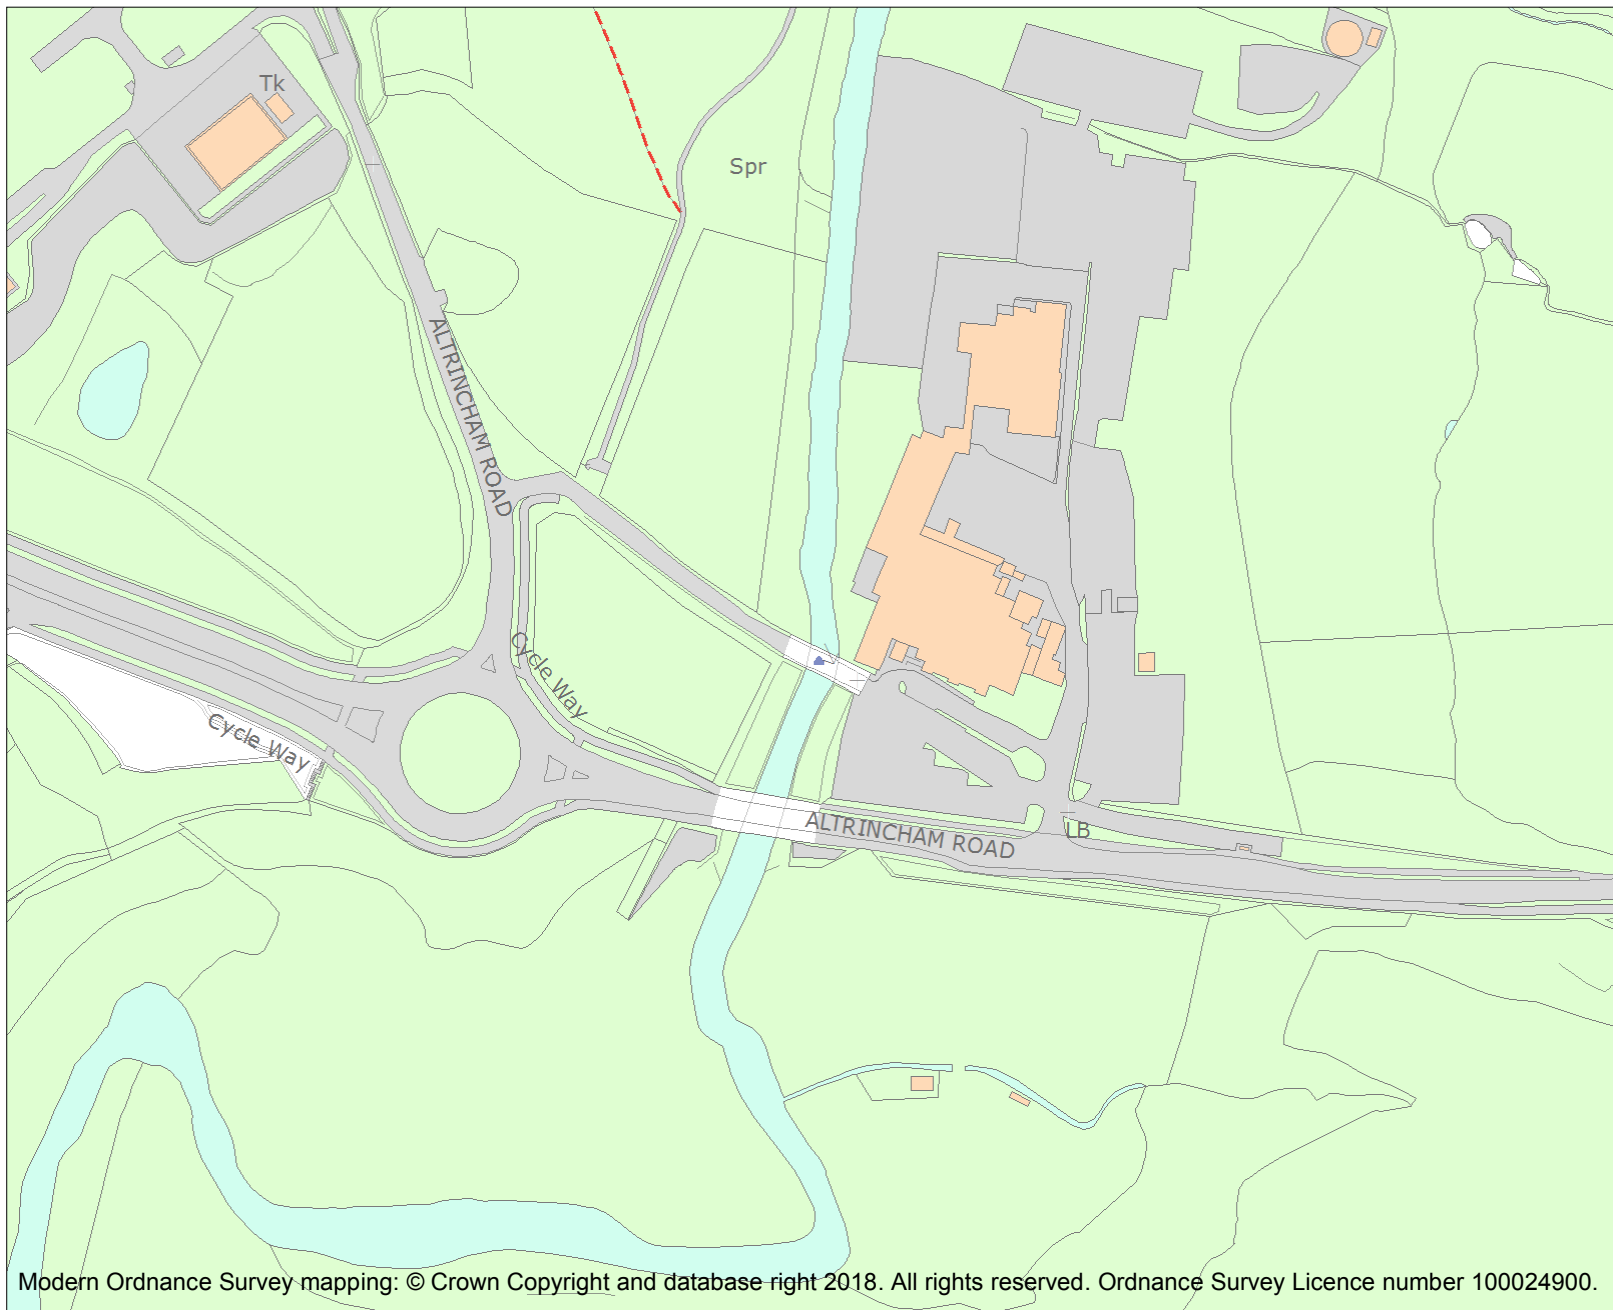 Tk
Spr
ALTRINCHAM ROAD
Cycle Way
Cycle Way
ALTRINCHAM ROAD
LB
Modern Ordnance Survey mapping: © Crown Copyright and database right 2018. All rights reserved. Ordnance Survey Licence number 100024900.